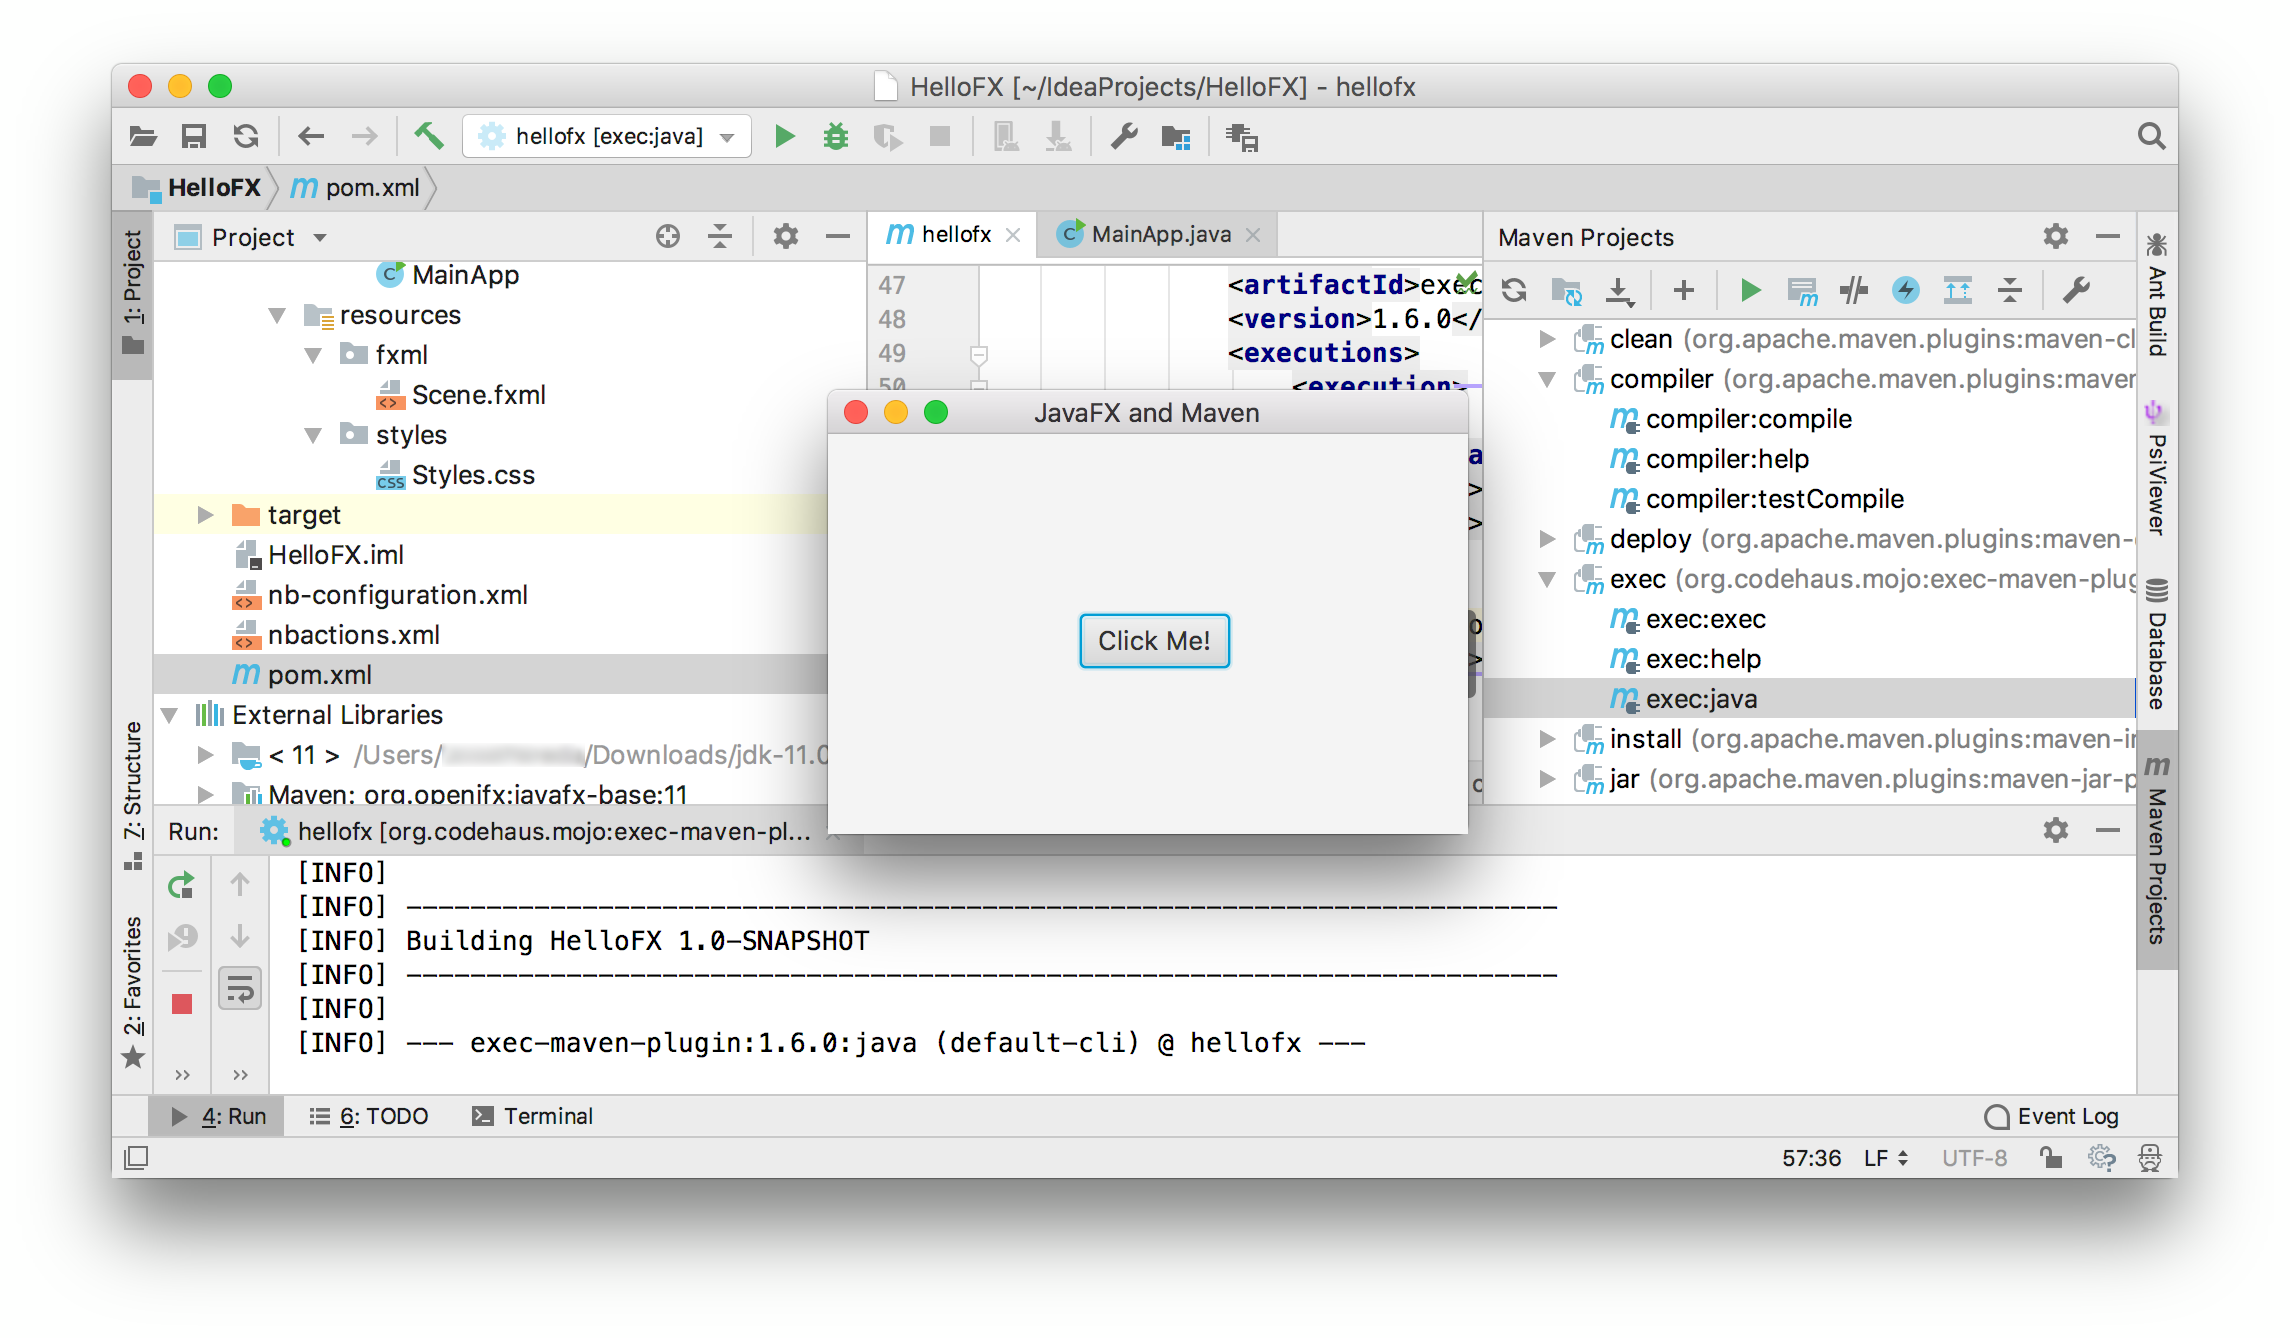 HelloFX [~/IdeaProjects/HelloFX] - hellofx
hellofx [exec:java]
HelloFX
pom.xml
1: Project
7: Structure
2: Favorites
Project
MainApp
resources
fxml
Scene.fxml
styles
Styles.css
target
HelloFX.iml
nb-configuration.xml
nbactions.xml
pom.xml
External Libraries
< 11 > /Users/ /Downloads/jdk-11.0
Maven: org.openjfx:javafx-base:11
hellofx
MainApp.java
47 <artifactId>exec
48 <version>1.6.0</
49 <executions>
50 <execution>
JavaFX and Maven
Click Me!
Maven Projects
clean (org.apache.maven.plugins:maven-cl
compiler (org.apache.maven.plugins:maven
compiler:compile
compiler:help
compiler:testCompile
deploy (org.apache.maven.plugins:maven-
exec (org.codehaus.mojo:exec-maven-plug
exec:exec
exec:help
exec:java
install (org.apache.maven.plugins:maven-in
jar (org.apache.maven.plugins:maven-jar-p
Ant Build
PsiViewer
Database
Maven Projects
Run:
hellofx [org.codehaus.mojo:exec-maven-pl...
[INFO]
[INFO] ------------------------------------------------------------------------
[INFO] Building HelloFX 1.0-SNAPSHOT
[INFO] ------------------------------------------------------------------------
[INFO]
[INFO] --- exec-maven-plugin:1.6.0:java (default-cli) @ hellofx ---
4: Run
6: TODO
Terminal
Event Log
57:36 LF UTF-8